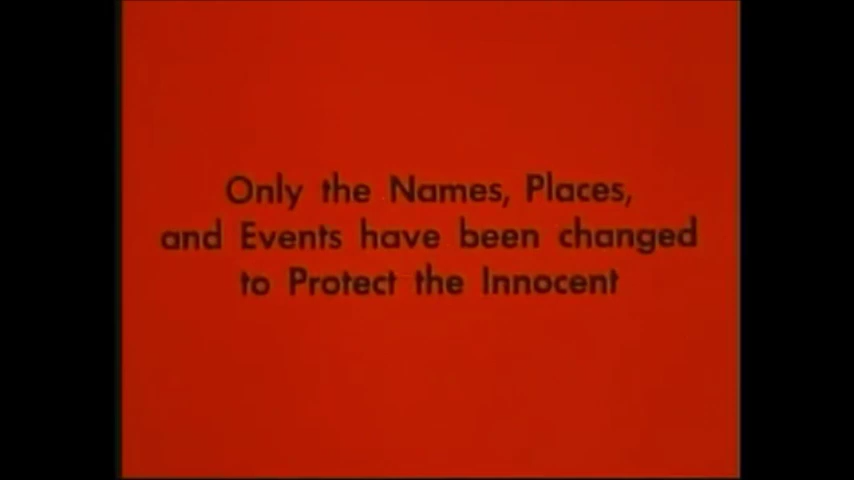 Only the Names, Places,
and Events have been changed
to Protect the Innocent